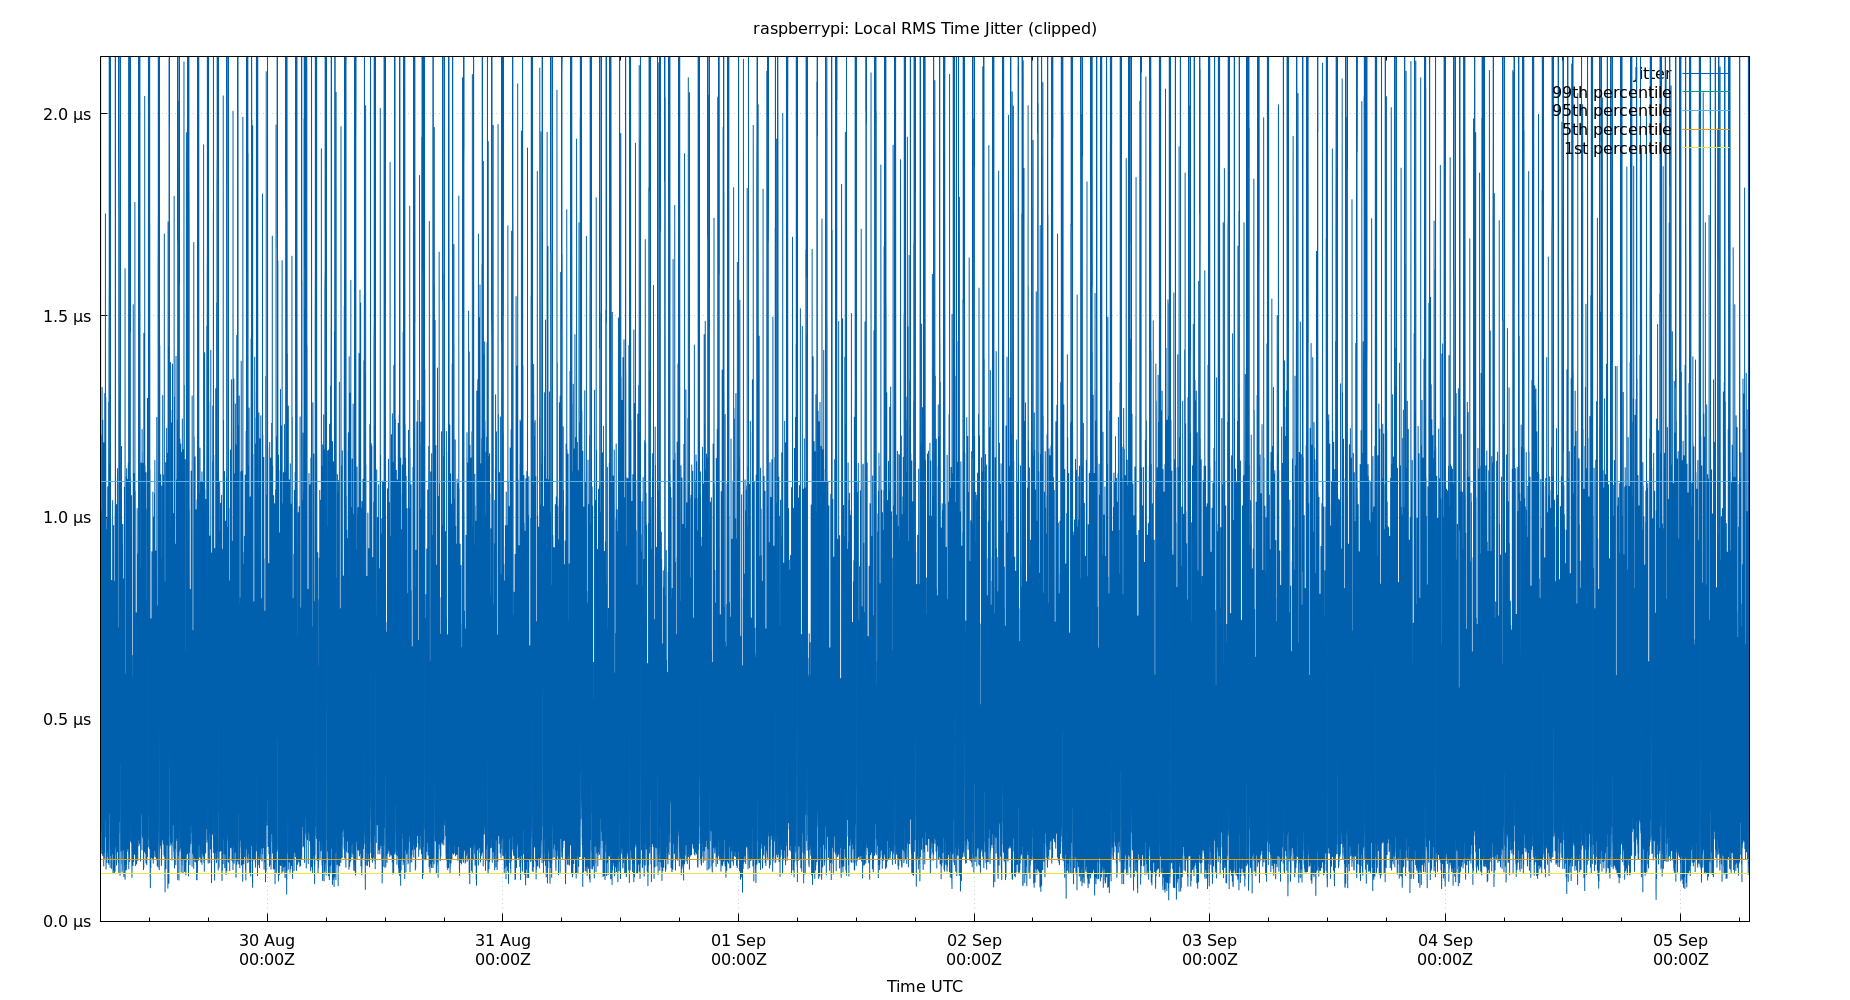 raspberrypi: Local RMS Time Jitter (clipped)
Jitter
99th percentile
95th percentile
5th percentile
1st percentile
2.0 µs
1.5 µs
1.0 µs
0.5 µs
0.0 µs
30 Aug
00:00Z
31 Aug
00:00Z
01 Sep
00:00Z
02 Sep
00:00Z
03 Sep
00:00Z
04 Sep
00:00Z
05 Sep
00:00Z
Time UTC